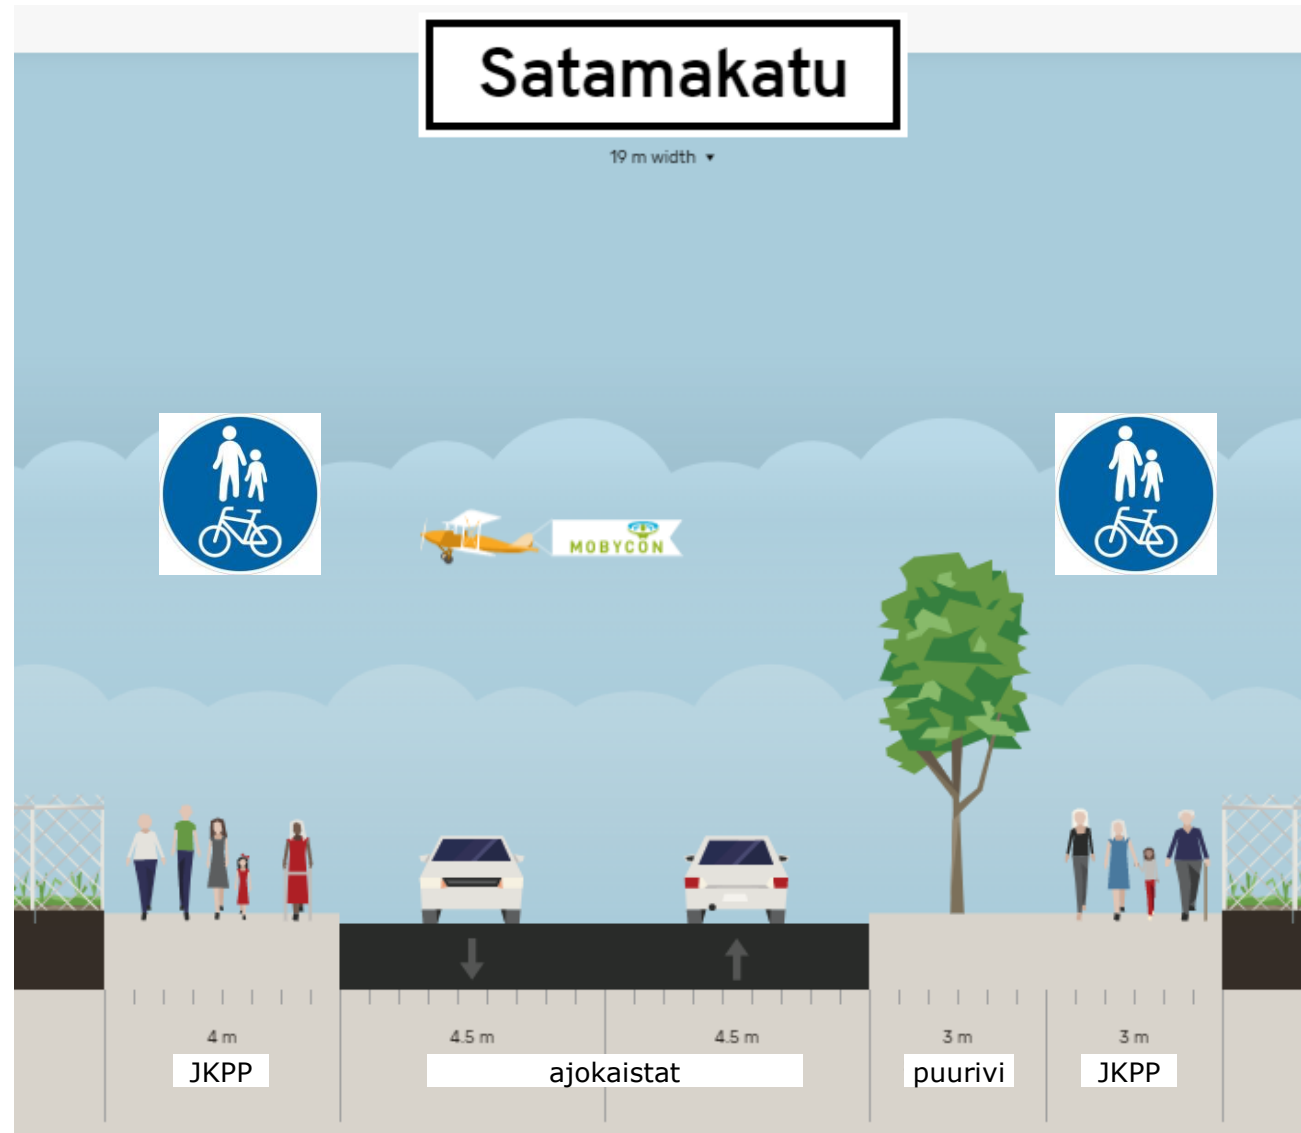 Satamakatu
19 m width
MOBYCON
4 m
4.5 m
4.5 m
3 m
3 m
JKPP
ajokaistat
puurivi
JKPP